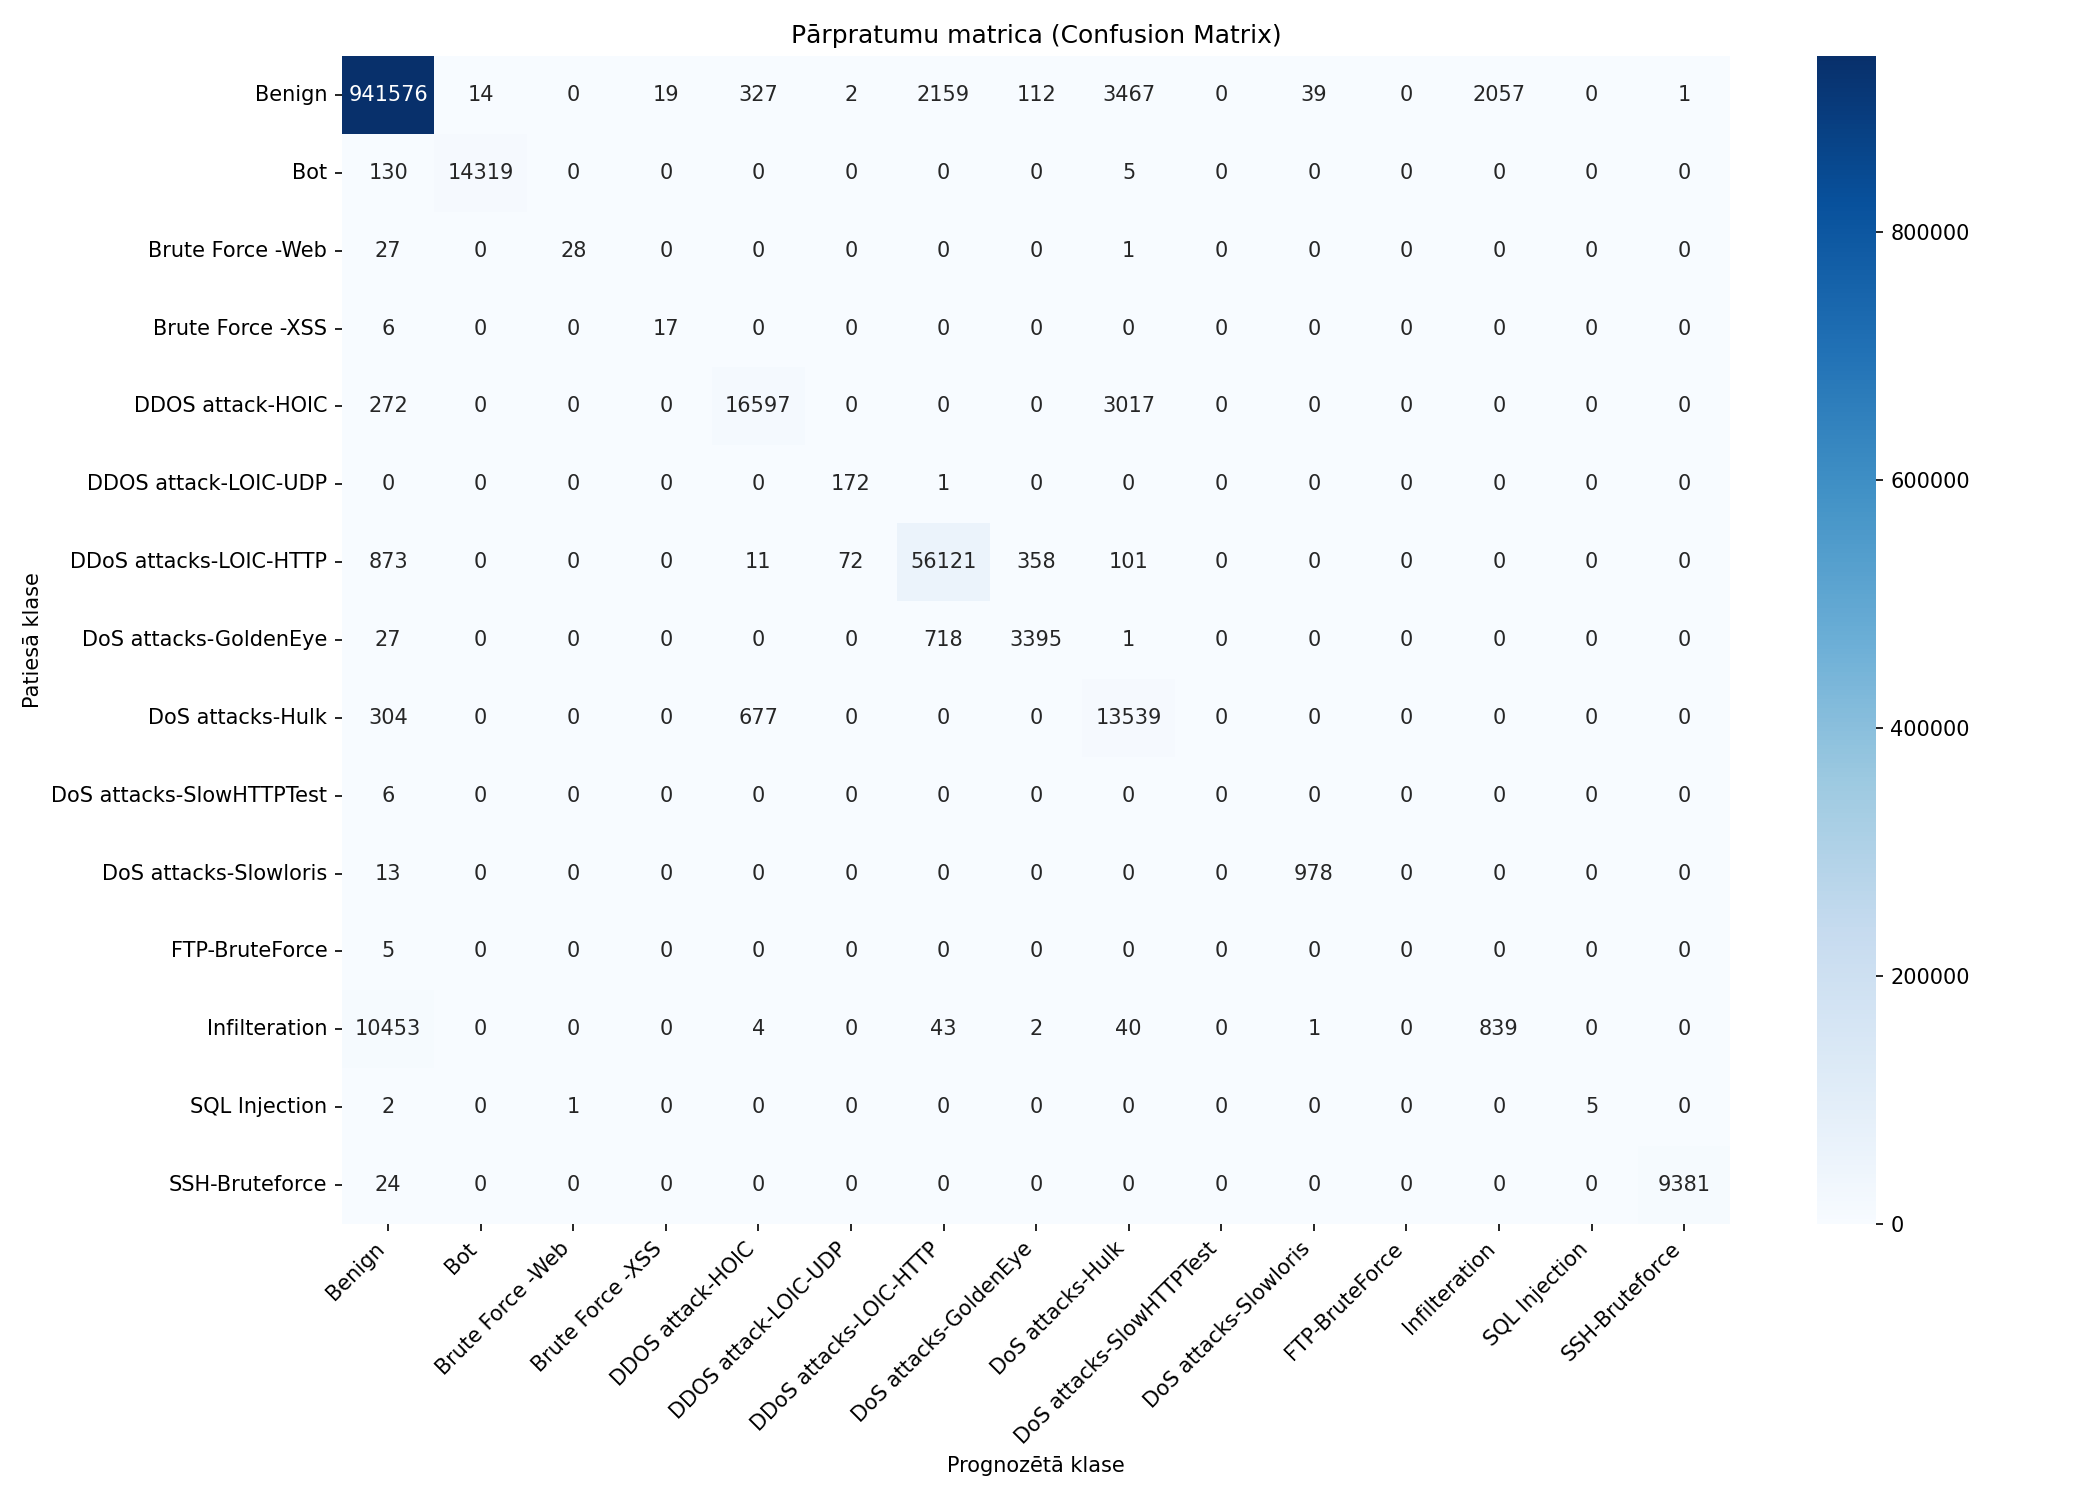 Pārpratumu matrica (Confusion Matrix)
Patiesā klase
Benign 941576 14 0 19 327 2 2159 112 3467 0 39 0 2057 0 1
Bot 130 14319 0 0 0 0 0 0 5 0 0 0 0 0 0
Brute Force -Web 27 0 28 0 0 0 0 0 1 0 0 0 0 0 0
Brute Force -XSS 6 0 0 17 0 0 0 0 0 0 0 0 0 0 0
DDOS attack-HOIC 272 0 0 0 16597 0 0 0 3017 0 0 0 0 0 0
DDOS attack-LOIC-UDP 0 0 0 0 0 172 1 0 0 0 0 0 0 0 0
DDoS attacks-LOIC-HTTP 873 0 0 0 11 72 56121 358 101 0 0 0 0 0 0
DoS attacks-GoldenEye 27 0 0 0 0 0 718 3395 1 0 0 0 0 0 0
DoS attacks-Hulk 304 0 0 0 677 0 0 0 13539 0 0 0 0 0 0
DoS attacks-SlowHTTPTest 6 0 0 0 0 0 0 0 0 0 0 0 0 0 0
DoS attacks-Slowloris 13 0 0 0 0 0 0 0 0 0 978 0 0 0 0
FTP-BruteForce 5 0 0 0 0 0 0 0 0 0 0 0 0 0 0
Infilteration 10453 0 0 0 4 0 43 2 40 0 1 0 839 0 0
SQL Injection 2 0 1 0 0 0 0 0 0 0 0 0 0 5 0
SSH-Bruteforce 24 0 0 0 0 0 0 0 0 0 0 0 0 0 9381
Benign
Bot
Brute Force -Web
Brute Force -XSS
DDOS attack-HOIC
DDOS attack-LOIC-UDP
DDoS attacks-LOIC-HTTP
DoS attacks-GoldenEye
DoS attacks-Hulk
DoS attacks-SlowHTTPTest
DoS attacks-Slowloris
FTP-BruteForce
Infilteration
SQL Injection
SSH-Bruteforce
Prognozētā klase
800000
600000
400000
200000
0